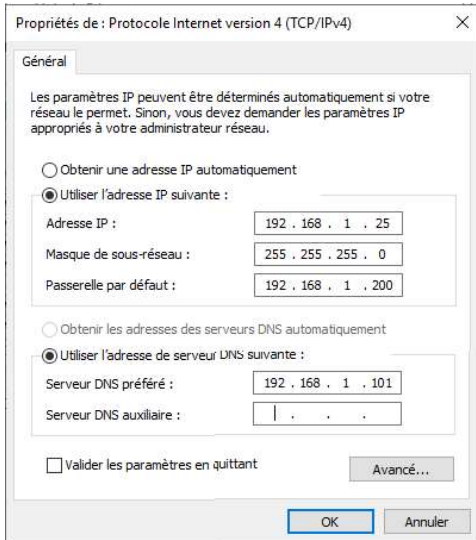 Propriétés de : Protocole Internet version 4 (TCP/IPv4)
Général
Les paramètres IP peuvent être déterminés automatiquement si votre
réseau le permet. Sinon, vous devez demander les paramètres IP
appropriés à votre administrateur réseau.
Obtenir une adresse IP automatiquement
Utiliser l'adresse IP suivante :
Adresse IP : 192 . 168 . 1 . 25
Masque de sous-réseau : 255 . 255 . 255 . 0
Passerelle par défaut : 192 . 168 . 1 . 200
Obtenir les adresses des serveurs DNS automatiquement
Utiliser l'adresse de serveur DNS suivante :
Serveur DNS préféré : 192 . 168 . 1 . 101
Serveur DNS auxiliaire : . . .
Valider les paramètres en quittant
Avancé...
OK Annuler